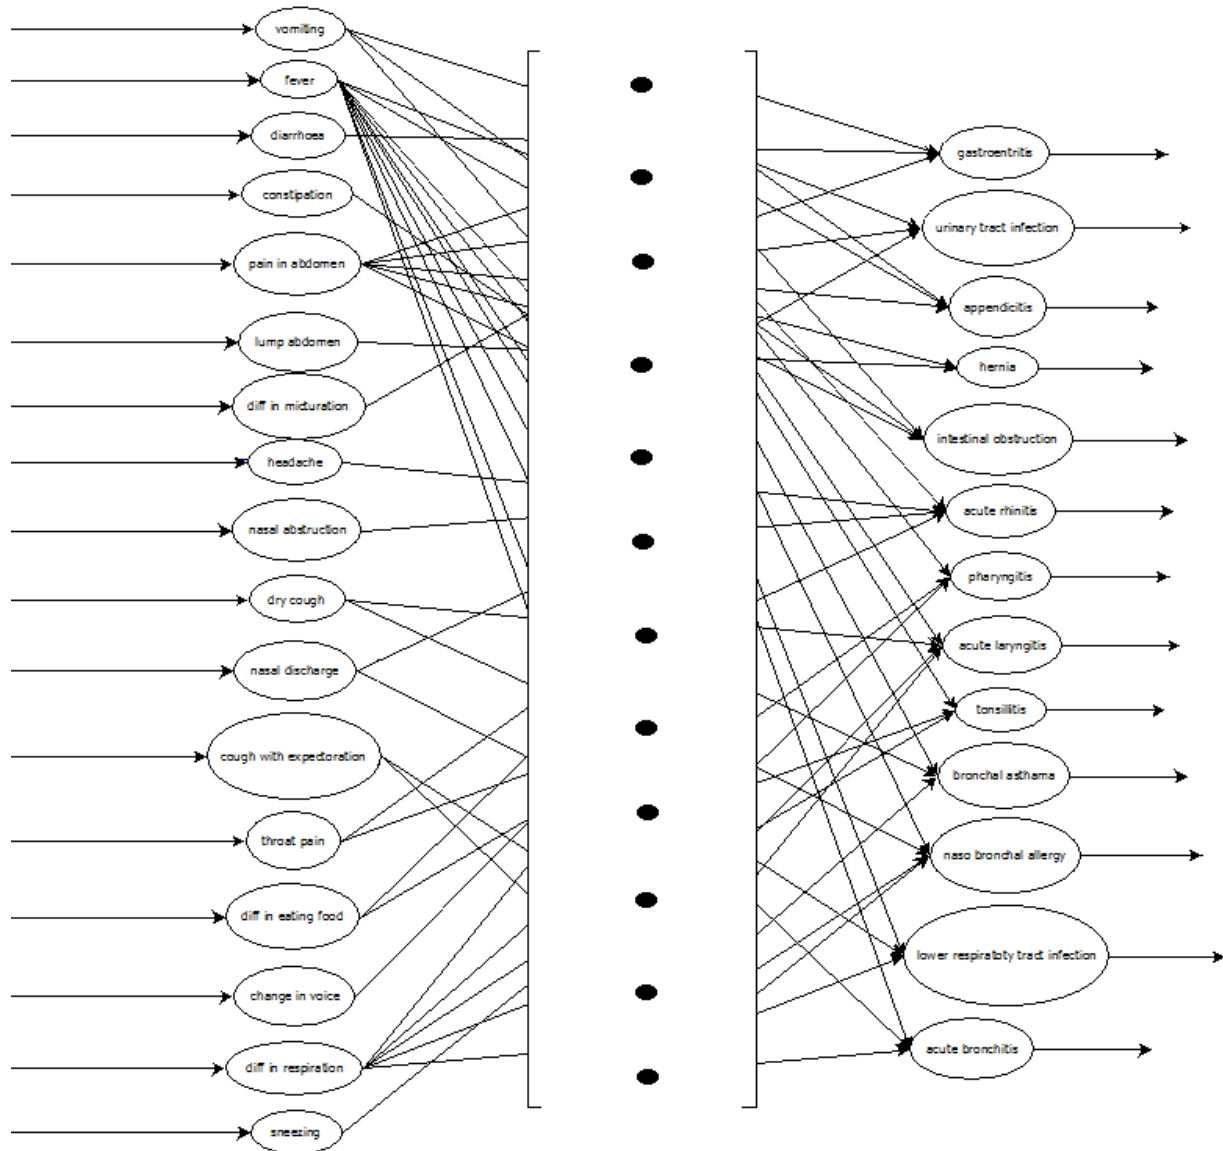 vomiting
fever
diarrhoea
constipation
pain in abdomen
lump abdomen
diff in micturation
headache
nasal abstruction
dry cough
nasal discharge
cough with expectoration
throat pain
diff in eating food
change in voice
diff in respiration
sneezing
gastroentritis
urinary tract infection
appendicitis
hernia
intestinal obstruction
acute rhinitis
pharyngitis
acute laryngitis
tonsillitis
bronchal asthama
naso bronchal allergy
lower respiratoty tract infection
acute bronchitis